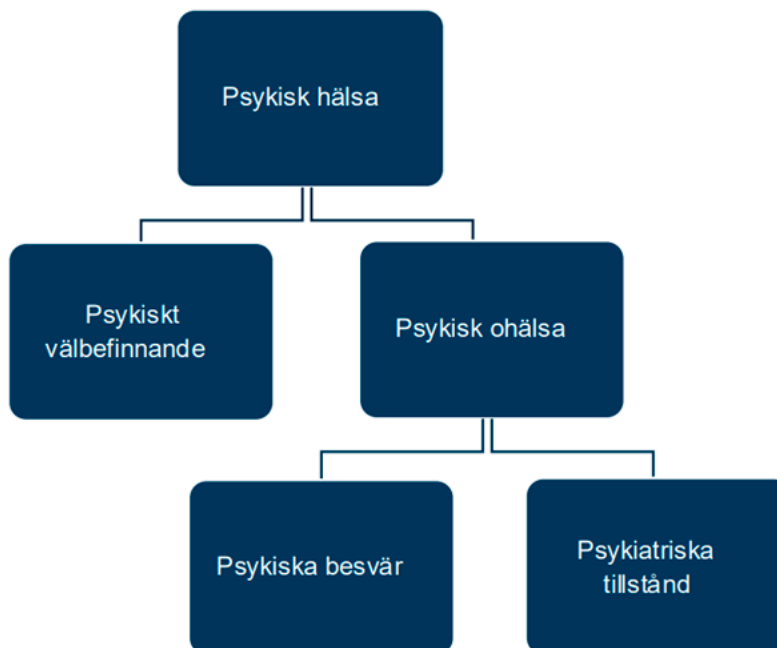 Psykisk hälsa
Psykiskt
välbefinnande
Psykisk ohälsa
Psykiska besvär
Psykiatriska
tillstånd